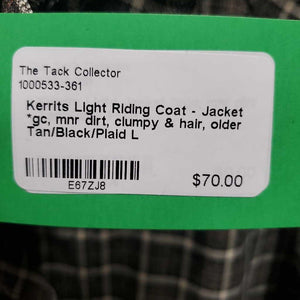 The Tack Collector
1000533-361
Kerrits Light Riding Coat - Jacket
*gc, mnr dirt, clumpy & hair, older
Tan/Black/Plaid L
E67ZJ8
$70.00